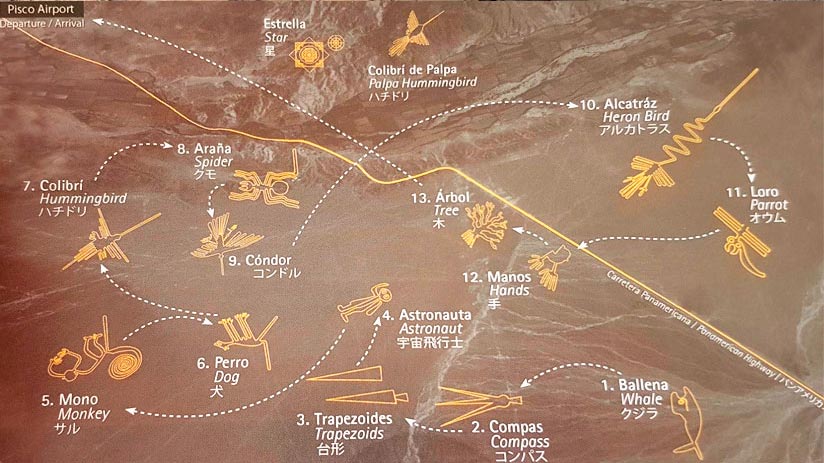 Pisco Airport
Departure / Arrival
Estrella
Star
星
Colibrí de Palpa
Palpa Hummingbird
ハチドリ
10. Alcatráz
Heron Bird
アルカトラス
8. Araña
Spider
クモ
7. Colibrí
Hummingbird
ハチドリ
13. Árbol
Tree
木
11. Loro
Parrot
オウム
9. Cóndor
コンドル
12. Manos
Hands
手
Carretera Panamericana / Panamerican Highway / パンアメリカ
4. Astronauta
Astronaut
宇宙飛行士
6. Perro
Dog
犬
5. Mono
Monkey
サル
3. Trapezoides
Trapezoids
台形
2. Compas
Compass
コンパス
1. Ballena
Whale
クジラ